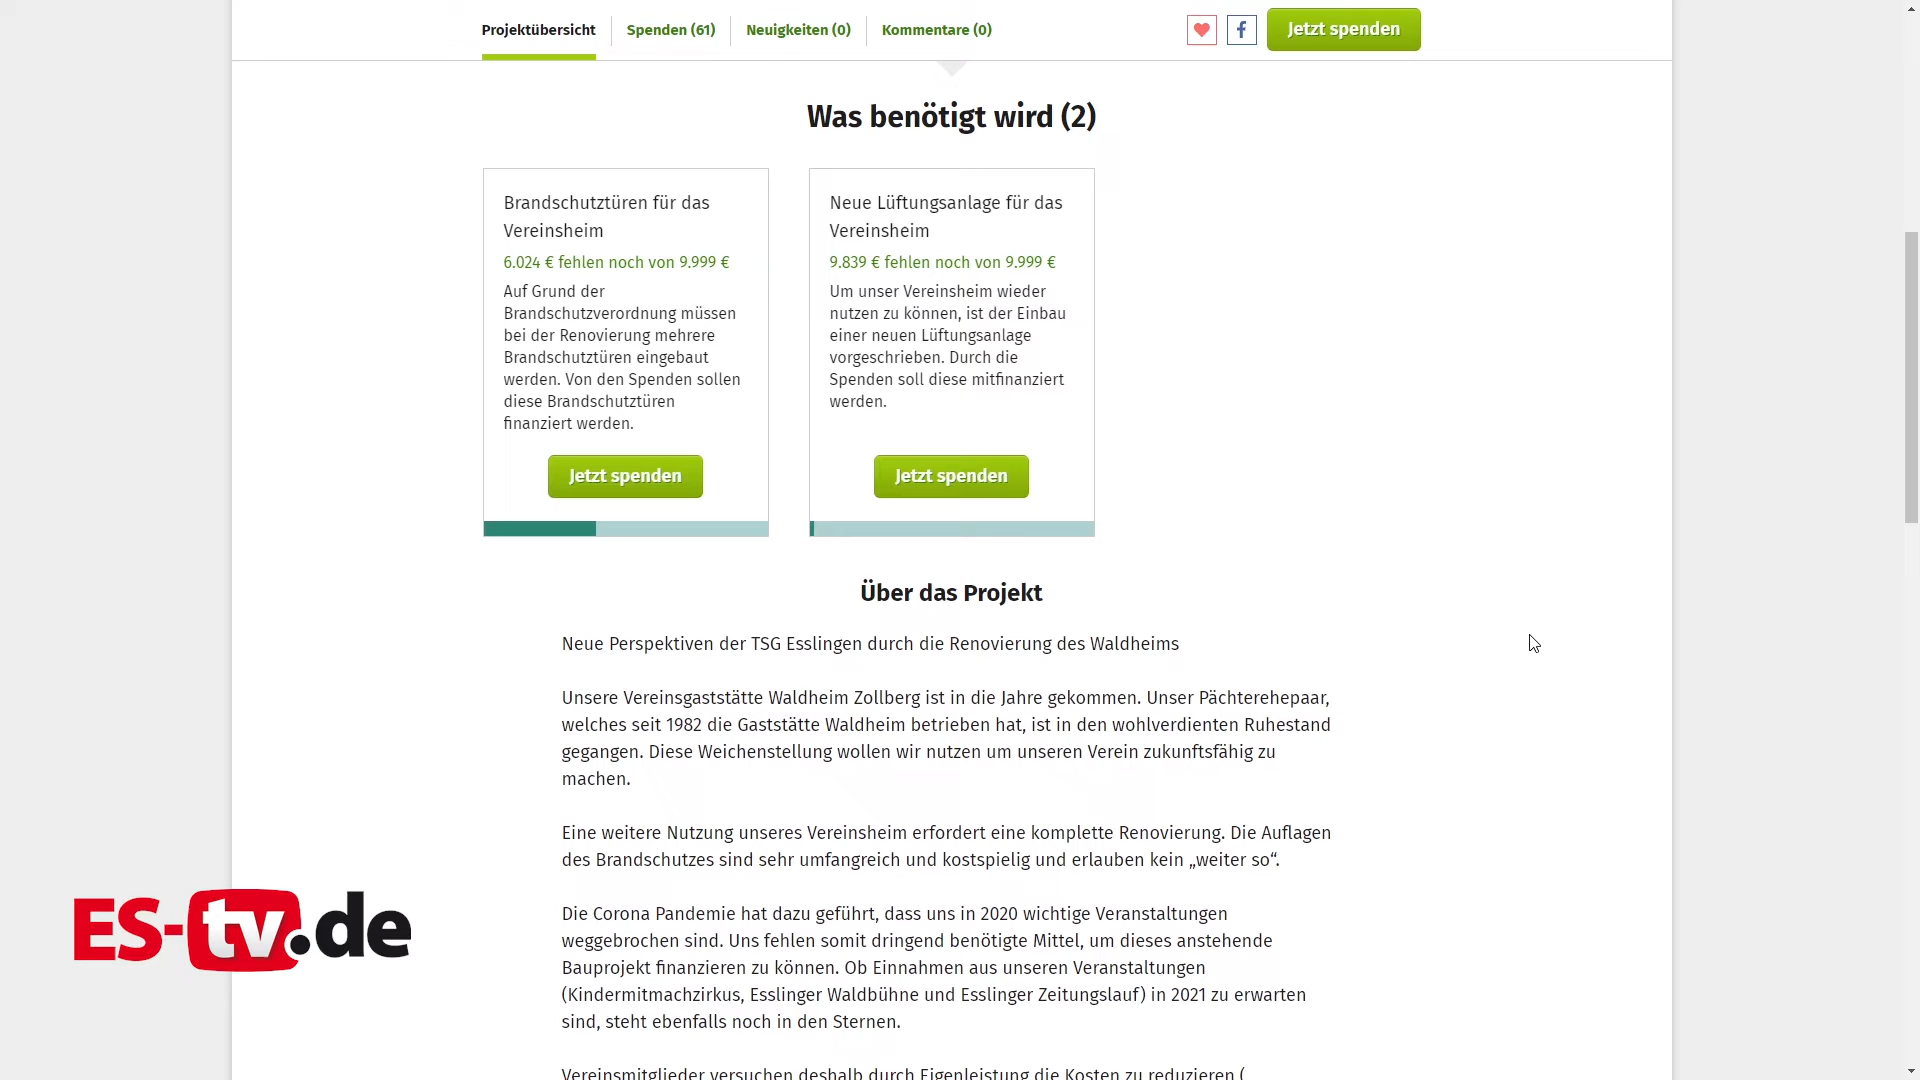 Projektübersicht
Spenden (61)
Neuigkeiten (0)
Kommentare (0)
f
Jetzt spenden
Was benötigt wird (2)
Brandschutztüren für das
Vereinsheim
6.024 € fehlen noch von 9.999 €
Auf Grund der
Brandschutzverordnung müssen
bei der Renovierung mehrere
Brandschutztüren eingebaut
werden. Von den Spenden sollen
diese Brandschutztüren
finanziert werden.
Jetzt spenden
Neue Lüftungsanlage für das
Vereinsheim
9.839 € fehlen noch von 9.999 €
Um unser Vereinsheim wieder
nutzen zu können, ist der Einbau
einer neuen Lüftungsanlage
vorgeschrieben. Durch die
Spenden soll diese mitfinanziert
werden.
Jetzt spenden
Über das Projekt
Neue Perspektiven der TSG Esslingen durch die Renovierung des Waldheims
Unsere Vereinsgaststätte Waldheim Zollberg ist in die Jahre gekommen. Unser Pächterehepaar,
welches seit 1982 die Gaststätte Waldheim betrieben hat, ist in den wohlverdienten Ruhestand
gegangen. Diese Weichenstellung wollen wir nutzen um unseren Verein zukunftsfähig zu
machen.
Eine weitere Nutzung unseres Vereinsheim erfordert eine komplette Renovierung. Die Auflagen
des Brandschutzes sind sehr umfangreich und kostspielig und erlauben kein „weiter so“.
Die Corona Pandemie hat dazu geführt, dass uns in 2020 wichtige Veranstaltungen
weggebrochen sind. Uns fehlen somit dringend benötigte Mittel, um dieses anstehende
Bauprojekt finanzieren zu können. Ob Einnahmen aus unseren Veranstaltungen
(Kindermitmachzirkus, Esslinger Waldbühne und Esslinger Zeitungslauf) in 2021 zu erwarten
sind, steht ebenfalls noch in den Sternen.
Vereinsmitglieder versuchen deshalb durch Eigenleistung die Kosten zu reduzieren (
ES-tv.de